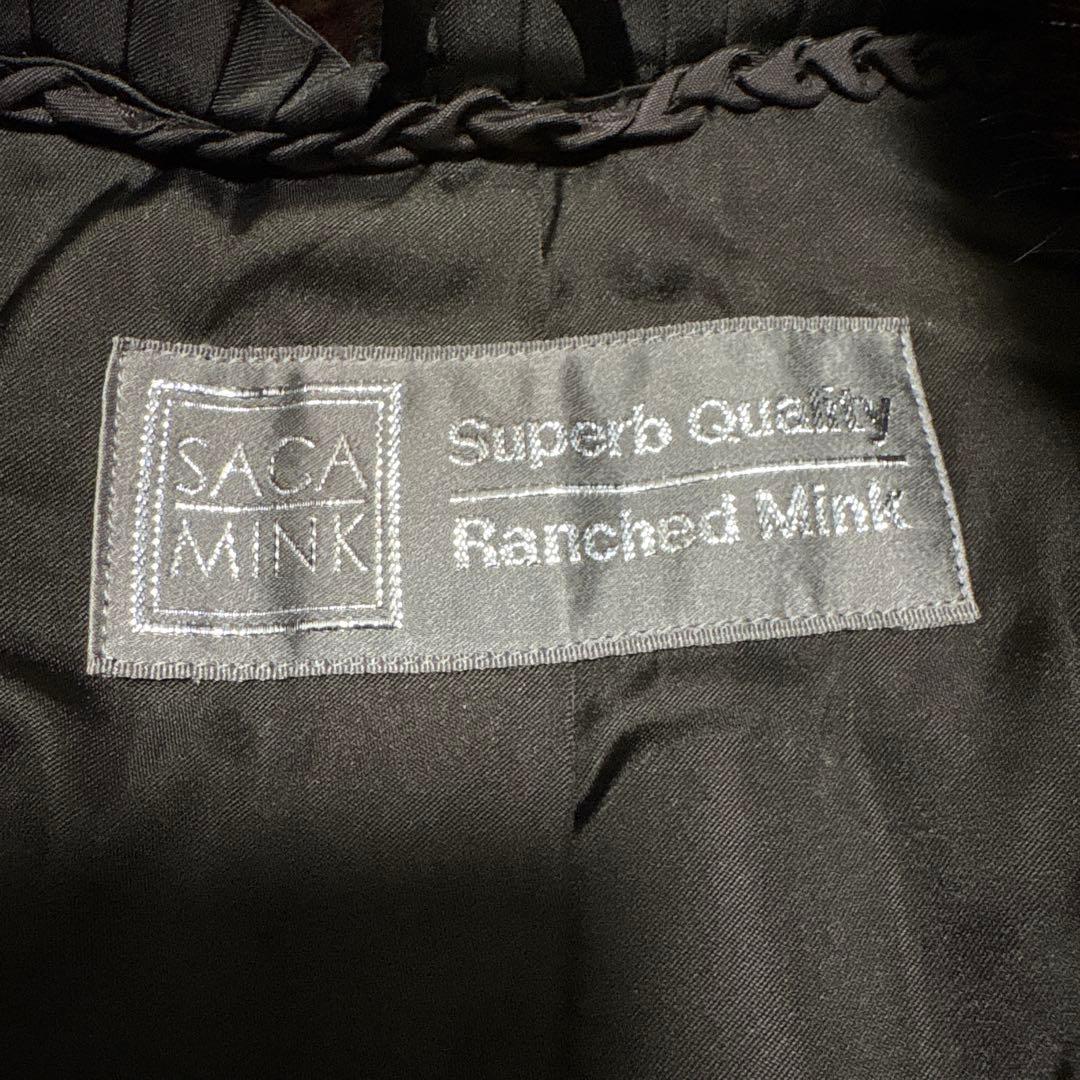 SAGA
MINK
Superb Quality
Ranched Mink